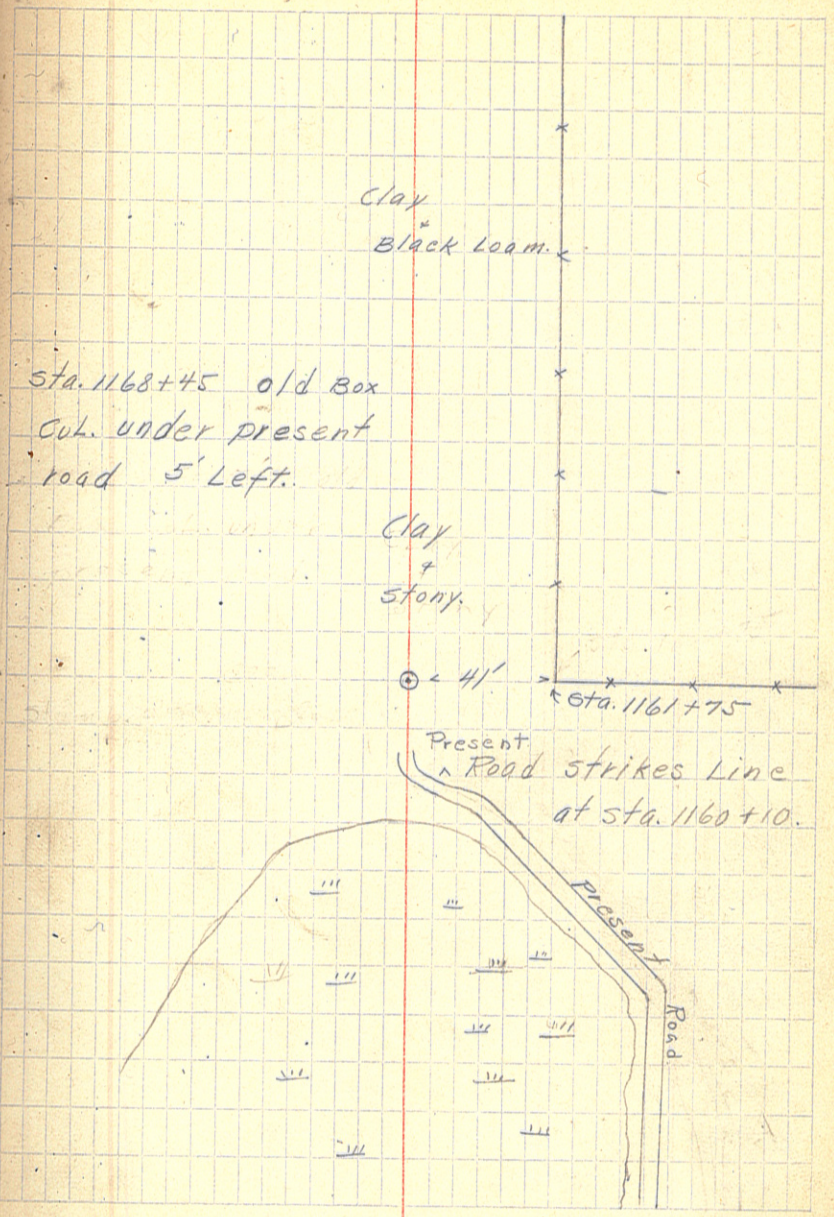 Clay
+
Black Loam.
Sta. 1168+45 old Box
Cul. under present
road 5' Left.
Clay
+
Stony.
41'
Sta. 1161+75
Present
^ Road strikes Line
at sta. 1160+10.
present
Road